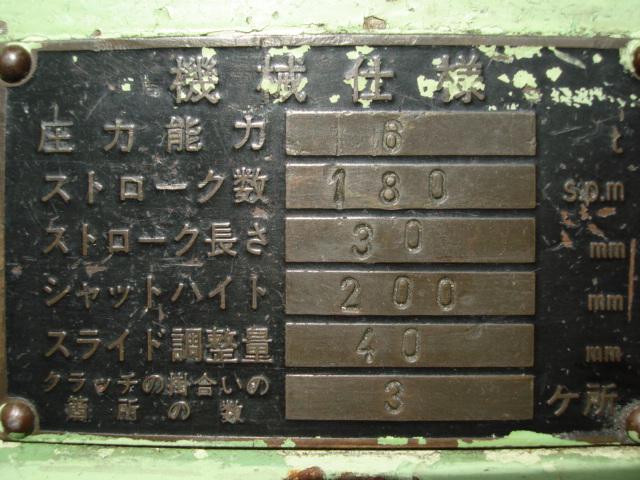 機械仕様
圧力能力 16 t
ストローク数 180 s.p.m
ストローク長さ 30 mm
シャットハイト 200 mm
スライド調整量 40 mm
クラッチの掛合いの
箇所の数 3 ケ所